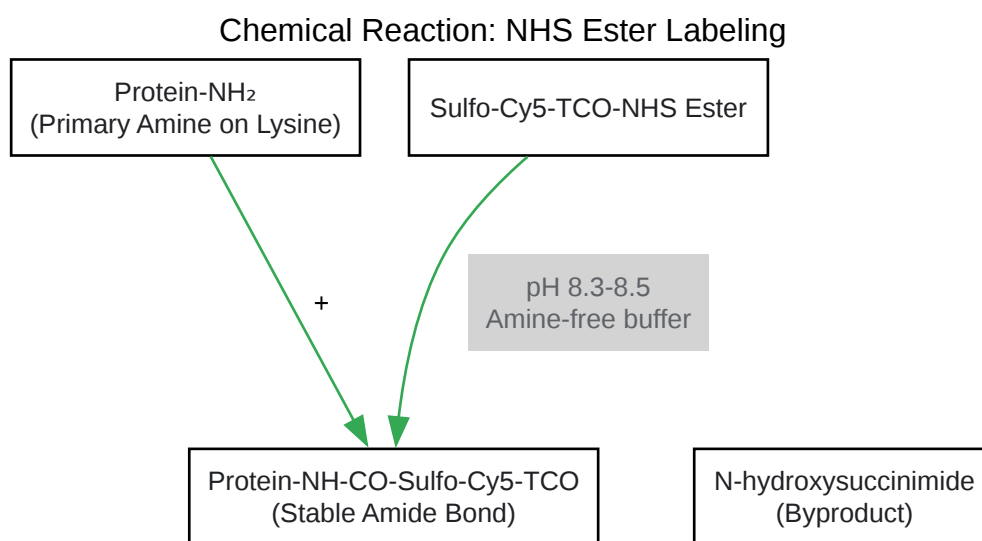 Chemical Reaction: NHS Ester Labeling
Protein-NH₂
(Primary Amine on Lysine)
Sulfo-Cy5-TCO-NHS Ester
+
pH 8.3-8.5
Amine-free buffer
Protein-NH-CO-Sulfo-Cy5-TCO
(Stable Amide Bond)
N-hydroxysuccinimide
(Byproduct)